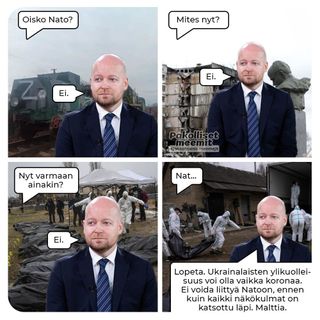 Oisko Nato?
Ei.
Mites nyt?
Ei.
Pakolliset
meemit
Nyt varmaan
ainakin?
Ei.
Nat...
Lopeta. Ukrainalaisten ylikuollei-
suus voi olla vaikka koronaa.
Ei voida liittyä Natoon, ennen
kuin kaikki näkökulmat on
katsottu läpi. Malttia.